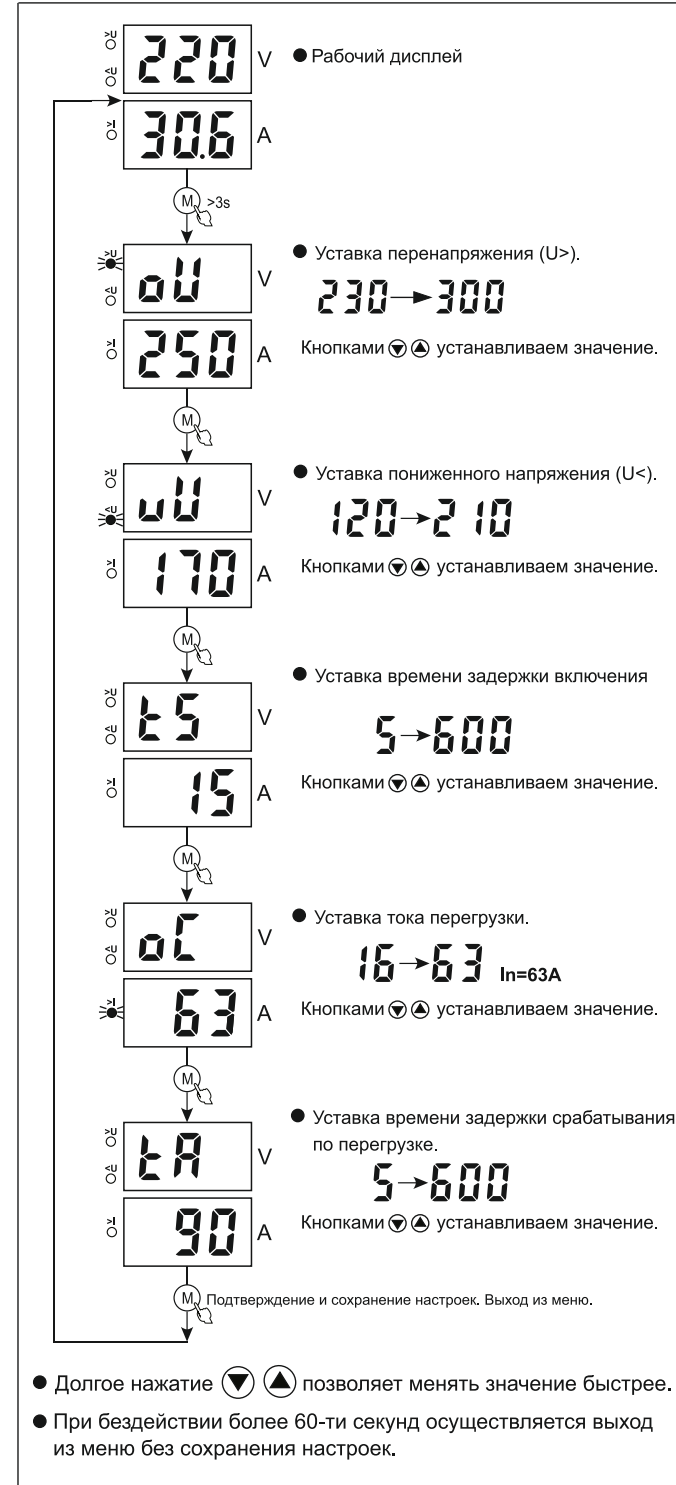 U>
U<
220 V ● Рабочий дисплей
I>
30.6 A
M >3s
U>
U<
oU V ● Уставка перенапряжения (U>).
230→300
I>
250 A Кнопками ▼ ▲ устанавливаем значение.
M
U>
U<
uU V ● Уставка пониженного напряжения (U<).
120→210
I>
170 A Кнопками ▼ ▲ устанавливаем значение.
M
U>
U<
tS V ● Уставка времени задержки включения
5→600
I>
15 A Кнопками ▼ ▲ устанавливаем значение.
M
U>
U<
oC V ● Уставка тока перегрузки.
16→63 In=63A
I>
63 A Кнопками ▼ ▲ устанавливаем значение.
M
U>
U<
tA V ● Уставка времени задержки срабатывания
по перегрузке.
5→600
I>
90 A Кнопками ▼ ▲ устанавливаем значение.
M Подтверждение и сохранение настроек. Выход из меню.
● Долгое нажатие ▼ ▲ позволяет менять значение быстрее.
● При бездействии более 60-ти секунд осуществляется выход
из меню без сохранения настроек.